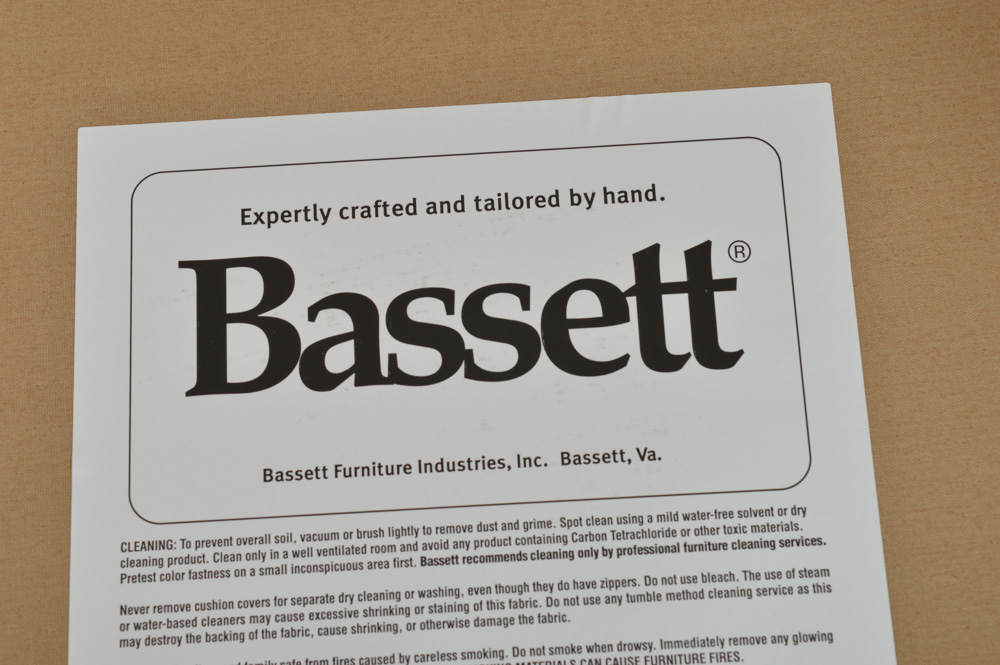 Expertly crafted and tailored by hand.
Bassett®
Bassett Furniture Industries, Inc. Bassett, Va.
CLEANING: To prevent overall soil, vacuum or brush lightly to remove dust and grime. Spot clean using a mild water-free solvent or dry
cleaning product. Clean only in a well ventilated room and avoid any product containing Carbon Tetrachloride or other toxic materials.
Pretest color fastness on a small inconspicuous area first. Bassett recommends cleaning only by professional furniture cleaning services.
Never remove cushion covers for separate dry cleaning or washing, even though they do have zippers. Do not use bleach. The use of steam
or water-based cleaners may cause excessive shrinking or staining of this fabric. Do not use any tumble method cleaning service as this
may destroy the backing of the fabric, cause shrinking, or otherwise damage the fabric.
family safe from fires caused by careless smoking. Do not smoke when drowsy. Immediately remove any glowing
MATERIALS CAN CAUSE FURNITURE FIRES.